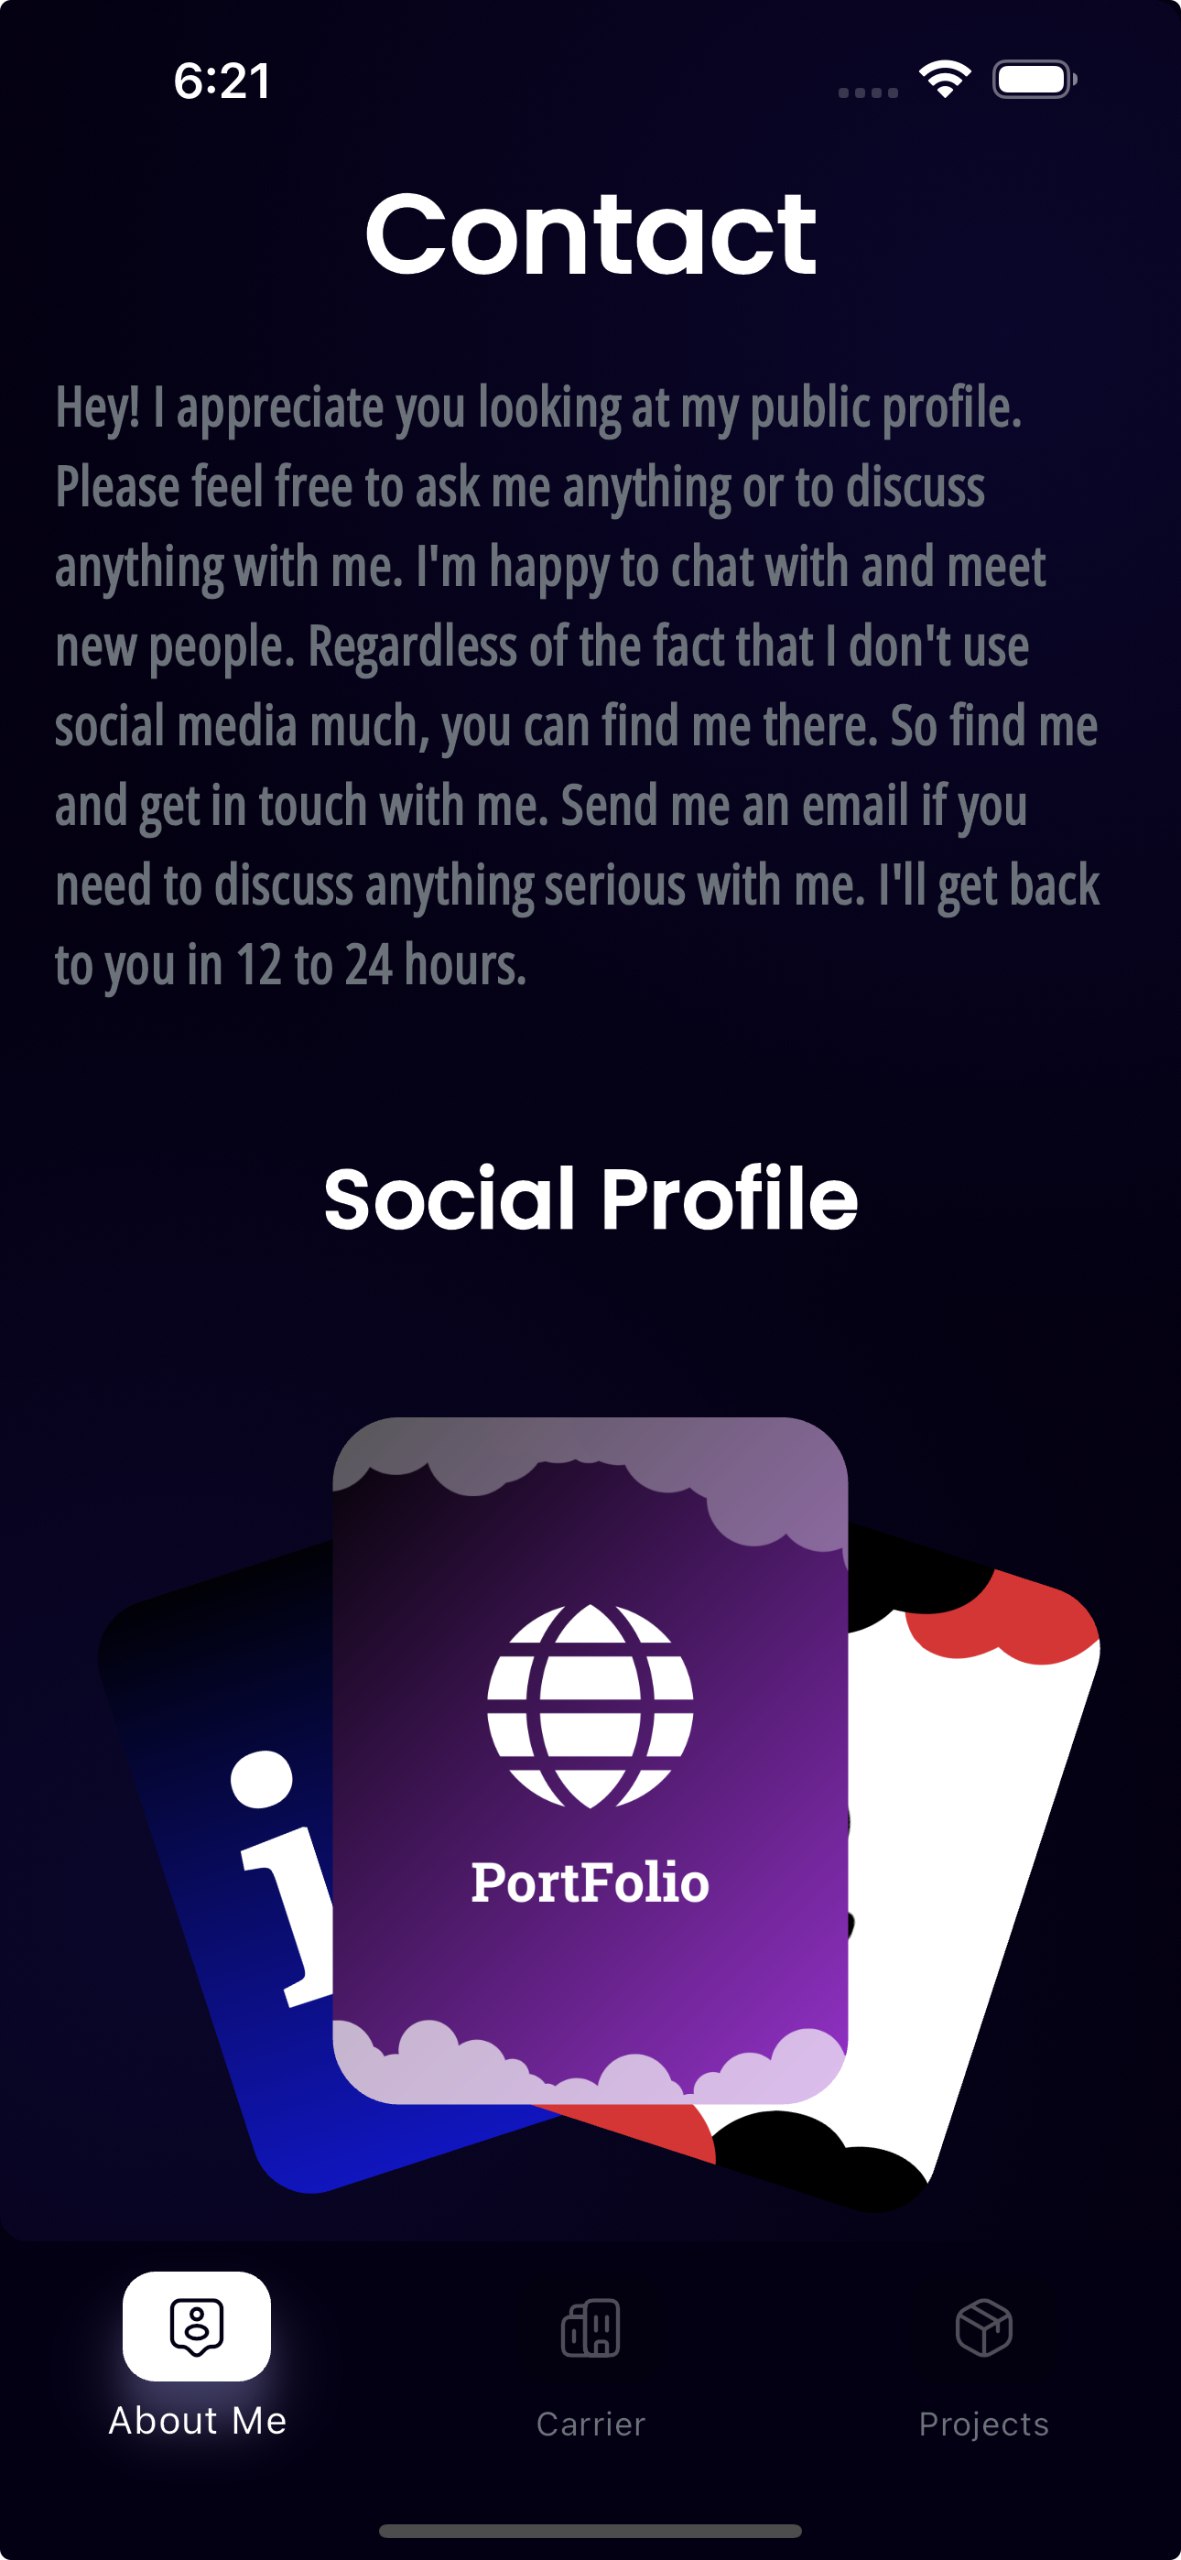 6:21
Contact
Hey! I appreciate you looking at my public profile.
Please feel free to ask me anything or to discuss
anything with me. I'm happy to chat with and meet
new people. Regardless of the fact that I don't use
social media much, you can find me there. So find me
and get in touch with me. Send me an email if you
need to discuss anything serious with me. I'll get back
to you in 12 to 24 hours.
Social Profile
i
PortFolio
About Me
Carrier
Projects